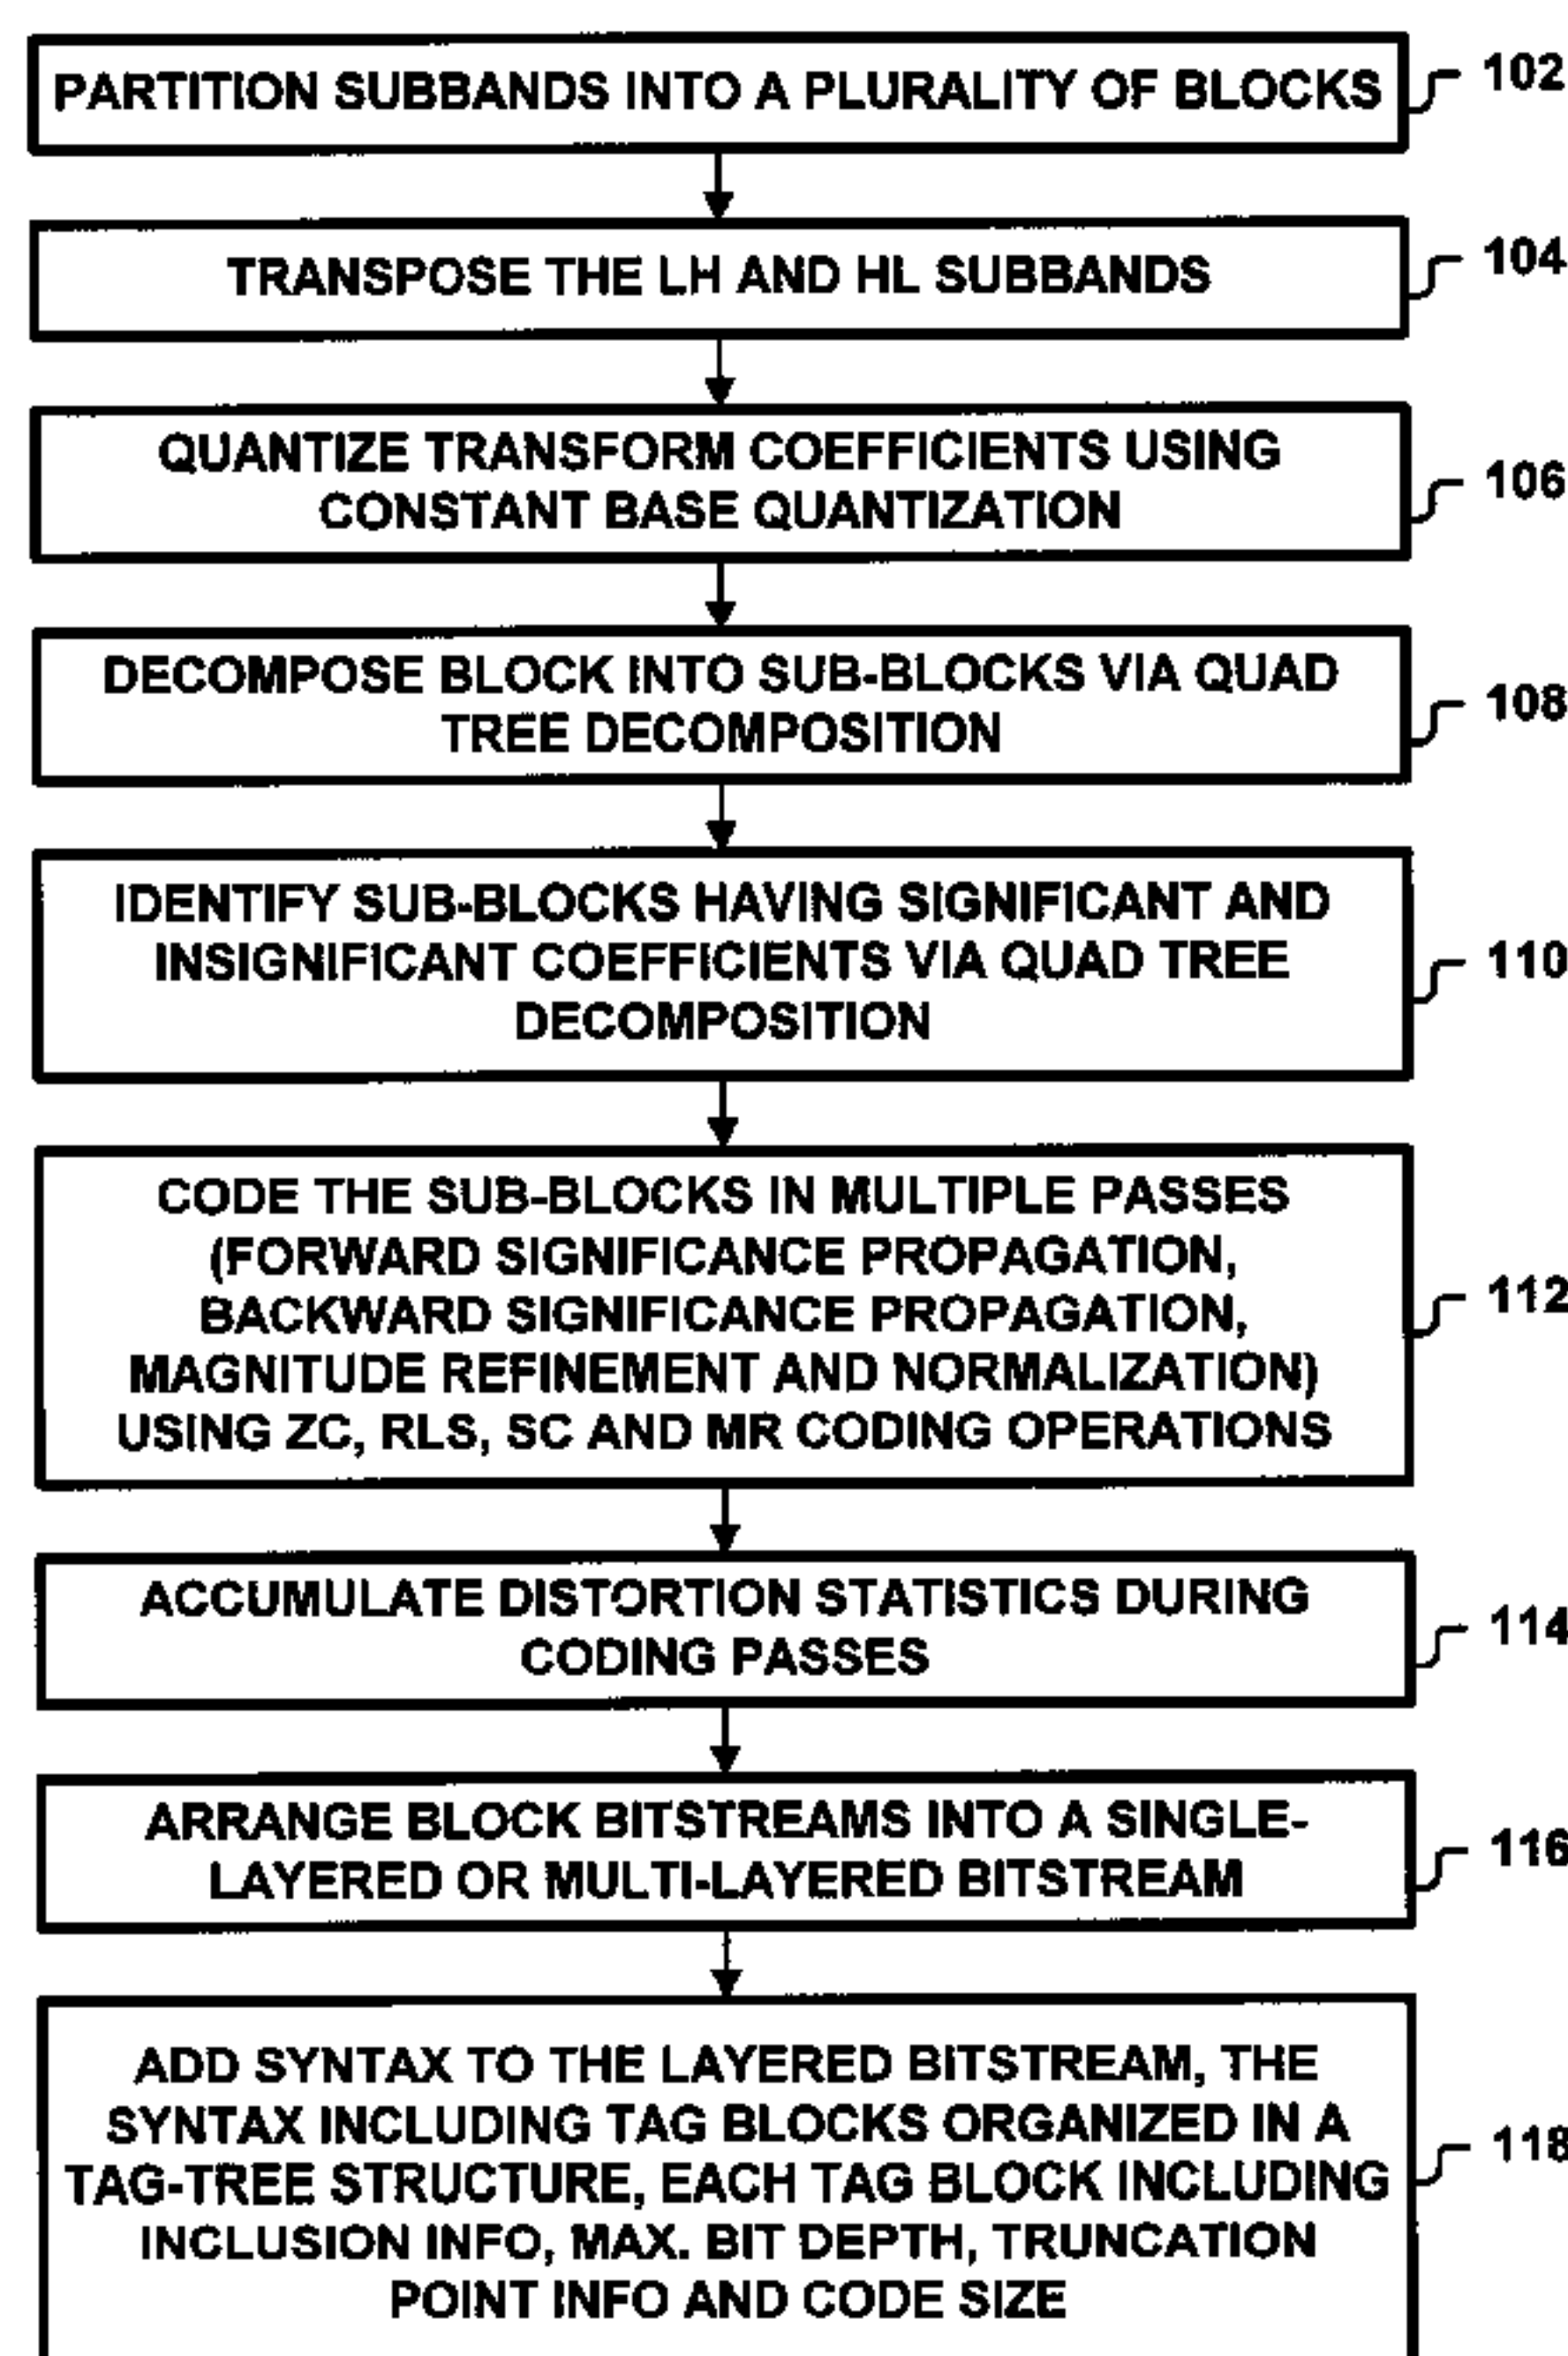 PARTITION SUBBANDS INTO A PLURALITY OF BLOCKS
102
TRANSPOSE THE LH AND HL SUBBANDS
104
QUANTIZE TRANSFORM COEFFICIENTS USING
CONSTANT BASE QUANTIZATION
106
DECOMPOSE BLOCK INTO SUB-BLOCKS VIA QUAD
TREE DECOMPOSITION
108
IDENTIFY SUB-BLOCKS HAVING SIGNIFICANT AND
INSIGNIFICANT COEFFICIENTS VIA QUAD TREE
DECOMPOSITION
110
CODE THE SUB-BLOCKS IN MULTIPLE PASSES
(FORWARD SIGNIFICANCE PROPAGATION,
BACKWARD SIGNIFICANCE PROPAGATION,
MAGNITUDE REFINEMENT AND NORMALIZATION)
USING ZC, RLS, SC AND MR CODING OPERATIONS
112
ACCUMULATE DISTORTION STATISTICS DURING
CODING PASSES
114
ARRANGE BLOCK BITSTREAMS INTO A SINGLE-
LAYERED OR MULTI-LAYERED BITSTREAM
116
ADD SYNTAX TO THE LAYERED BITSTREAM, THE
SYNTAX INCLUDING TAG BLOCKS ORGANIZED IN A
TAG-TREE STRUCTURE, EACH TAG BLOCK INCLUDING
INCLUSION INFO, MAX. BIT DEPTH, TRUNCATION
POINT INFO AND CODE SIZE
118